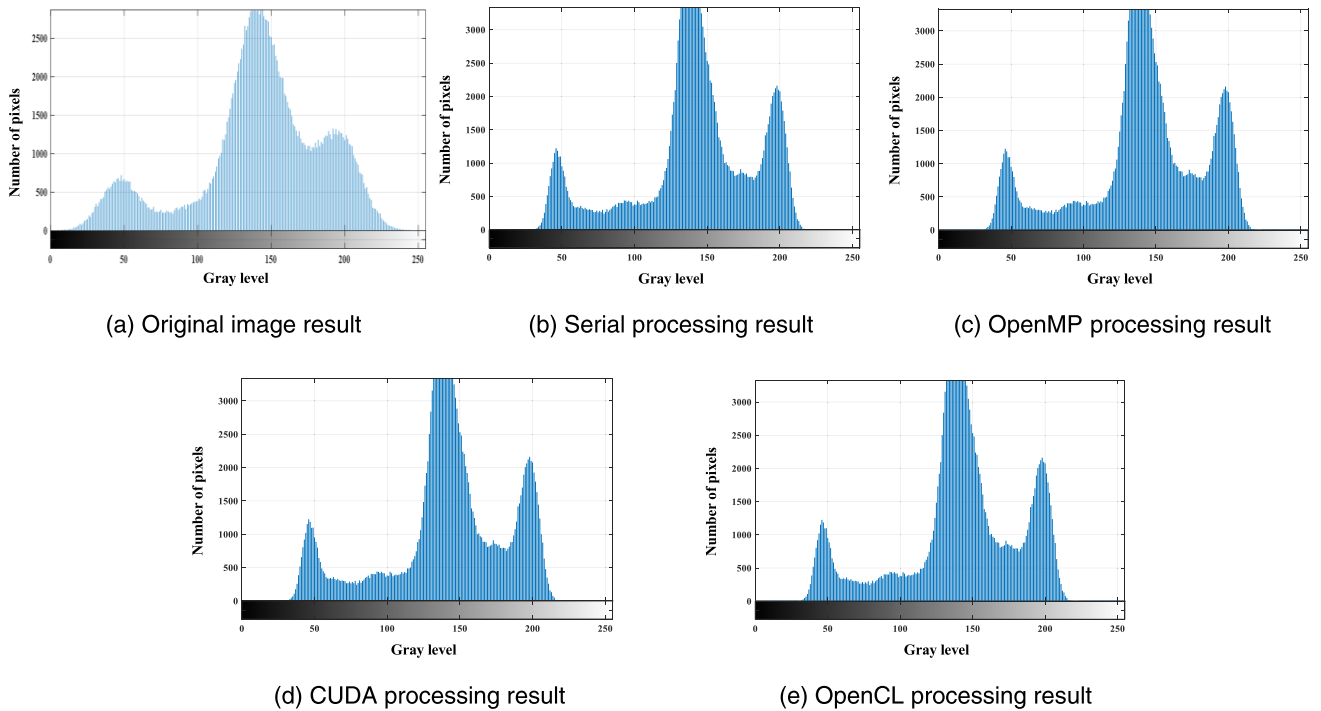 Number of pixels
2500
2000
1500
1000
500
0
0 50 100 150 200 250
Gray level
(a) Original image result
Number of pixels
3000
2500
2000
1500
1000
500
0
0 50 100 150 200 250
Gray level
(b) Serial processing result
Number of pixels
3000
2500
2000
1500
1000
500
0
0 50 100 150 200 250
Gray level
(c) OpenMP processing result
Number of pixels
3000
2500
2000
1500
1000
500
0
0 50 100 150 200 250
Gray level
(d) CUDA processing result
Number of pixels
3000
2500
2000
1500
1000
500
0
0 50 100 150 200 250
Gray level
(e) OpenCL processing result